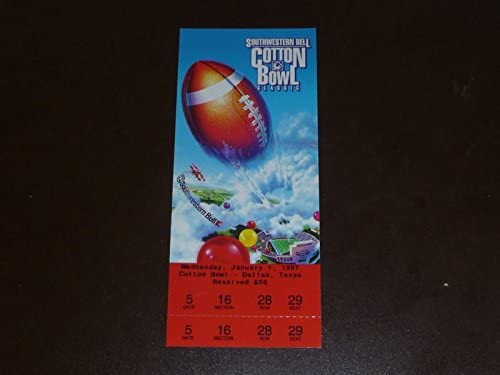 SOUTHWESTERN BELL
COTTON
BOWL
CLASSIC
Southwestern Bell
Wednesday, January 1, 1997
Cotton Bowl - Dallas, Texas
Reserved $50
5 16 28 29
GATE SECTION ROW SEAT
5 16 28 29
GATE SECTION ROW SEAT